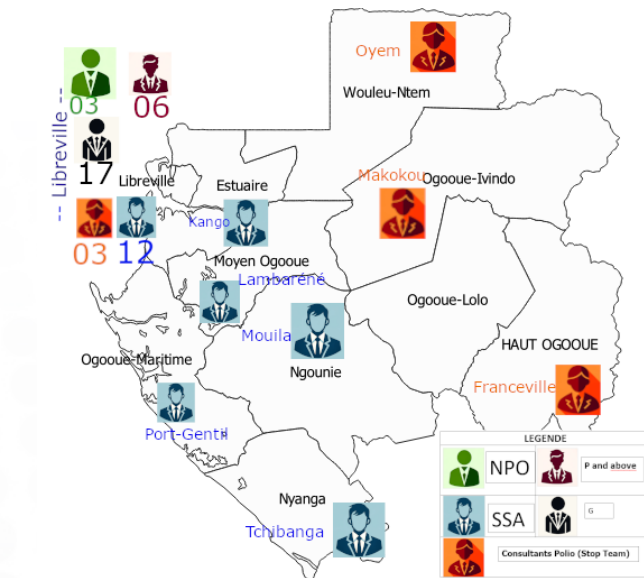 Oyem
Wouleu-Ntem
03
06
-- Libreville --
17
Libreville
Estuaire
Makokou
Ogooue-Ivindo
Kango
03
12
Moyen Ogooue
Lambaréné
Ogooue-Lolo
Mouila
HAUT OGOOUE
Ogooue-Maritime
Ngounie
Franceville
Port-Gentil
LEGENDE
NPO
P and above
Nyanga
SSA
G
Tchibanga
Consultants Polio (Stop Team)